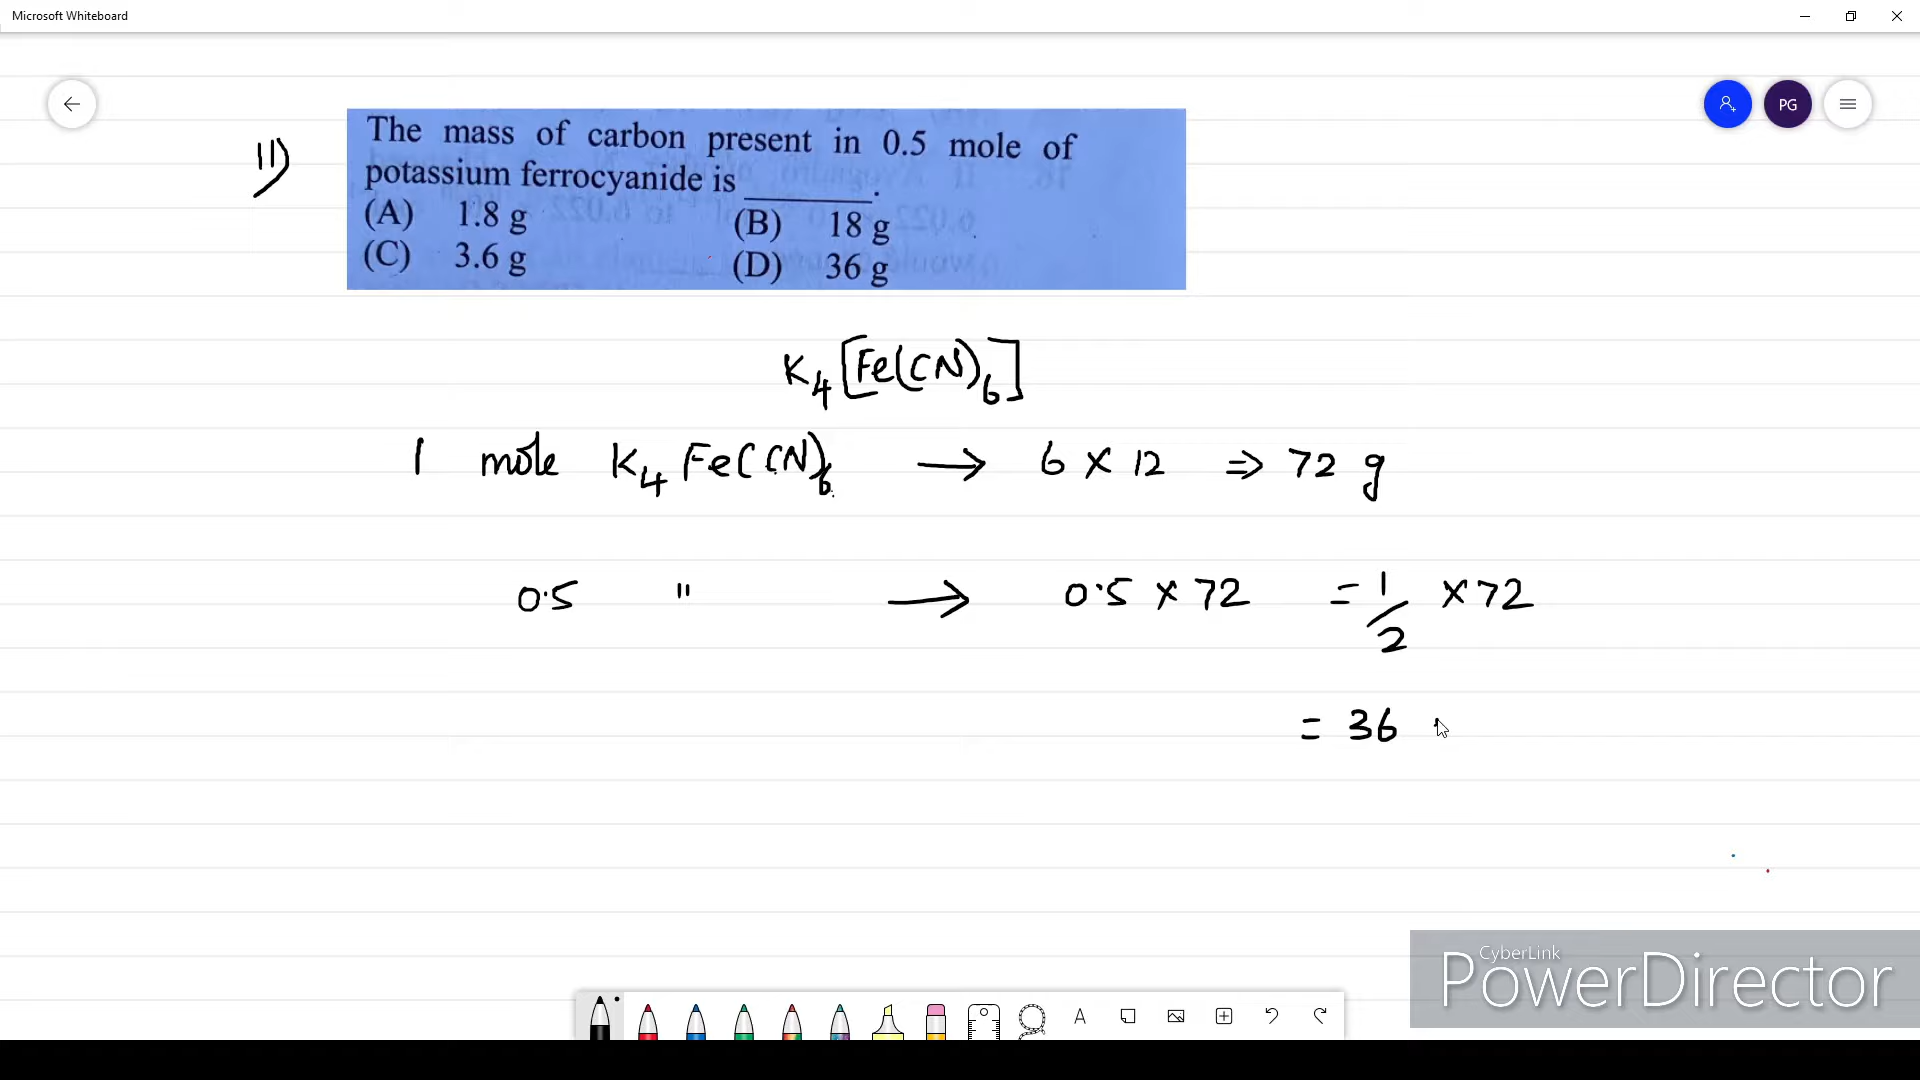 Microsoft Whiteboard
PG
11)
The mass of carbon present in 0.5 mole of
potassium ferrocyanide is ________.
(A) 1.8 g (B) 18 g
(C) 3.6 g (D) 36 g
K₄[Fe(CN)₆]
1 mole K₄Fe(CN)₆ → 6 × 12 ⇒ 72 g
0.5 " → 0.5 × 72 = 1/2 × 72
= 36
CyberLink
PowerDirector
A